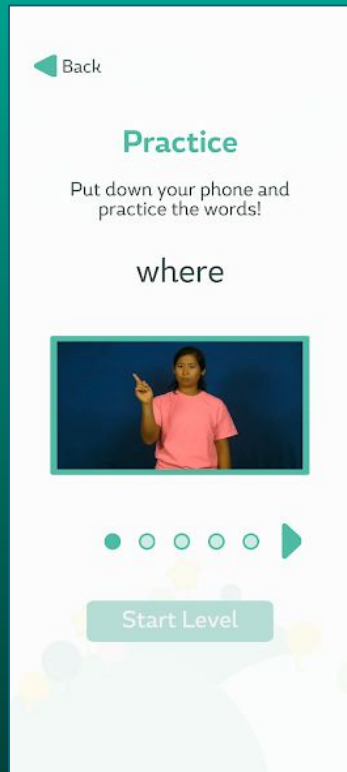 Back
Practice
Put down your phone and
practice the words!
where
Start Level